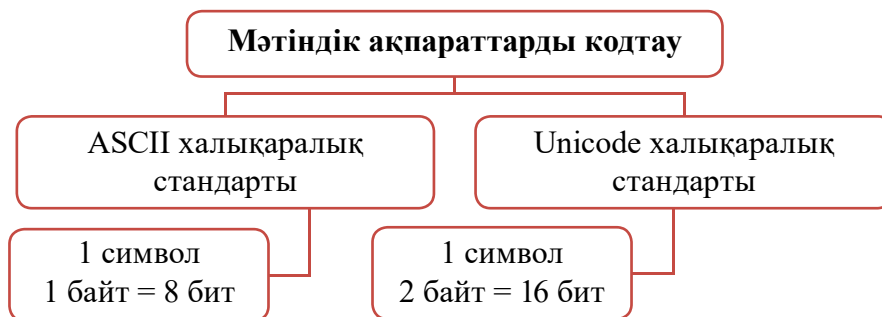 Мәтіндік ақпараттарды кодтау
ASCII халықаралық
стандарты
Unicode халықаралық
стандарты
1 символ
1 байт = 8 бит
1 символ
2 байт = 16 бит